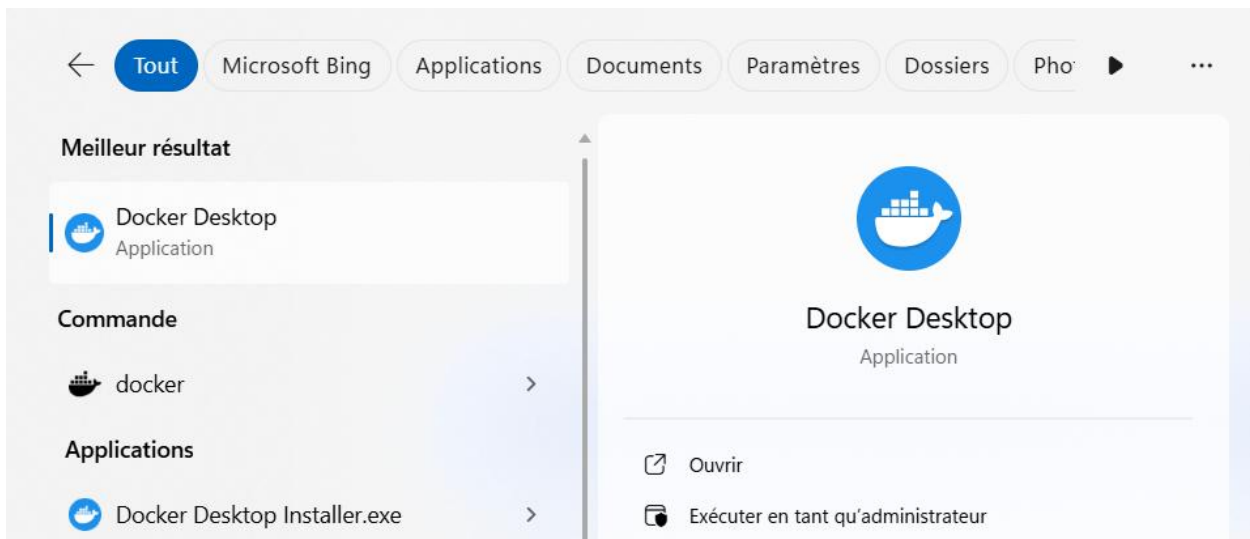 Tout Microsoft Bing Applications Documents Paramètres Dossiers
Meilleur résultat
Docker Desktop
Application
Commande
docker
Applications
Docker Desktop Installer.exe
Docker Desktop
Application
Ouvrir
Exécuter en tant qu’administrateur